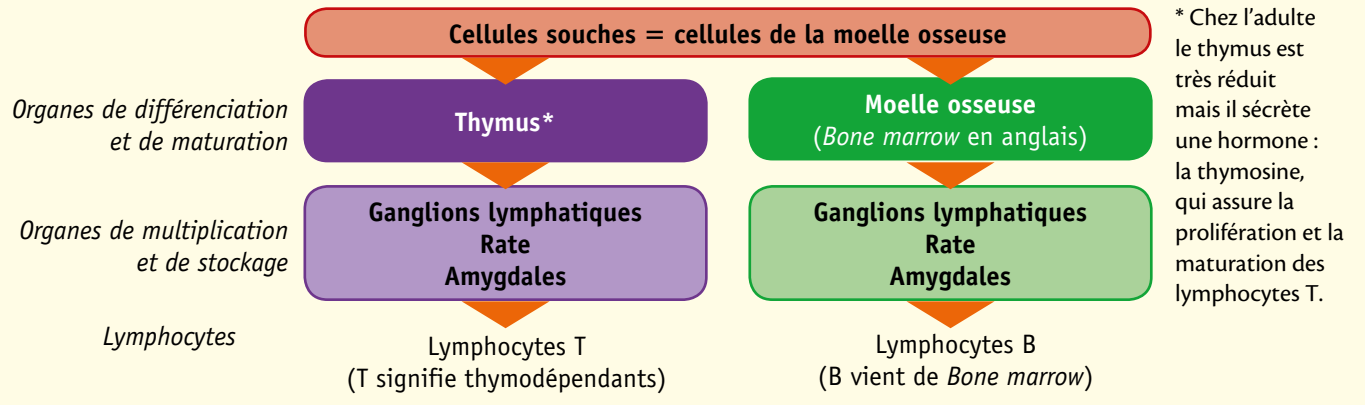 Cellules souches = cellules de la moelle osseuse
Organes de différenciation
et de maturation
Thymus*
Moelle osseuse
(Bone marrow en anglais)
Organes de multiplication
et de stockage
Ganglions lymphatiques
Rate
Amygdales
Ganglions lymphatiques
Rate
Amygdales
Lymphocytes
Lymphocytes T
(T signifie thymodépendants)
Lymphocytes B
(B vient de Bone marrow)
* Chez l'adulte
le thymus est
très réduit
mais il sécrète
une hormone :
la thymosine,
qui assure la
prolifération et la
maturation des
lymphocytes T.